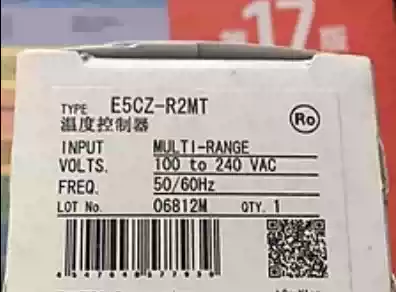 17
TYPE E5CZ-R2MT
温度控制器
Ro
INPUT MULTI-RANGE
VOLTS. 100 to 240 VAC
FREQ. 50/60Hz
LOT No. 06812M QTY. 1